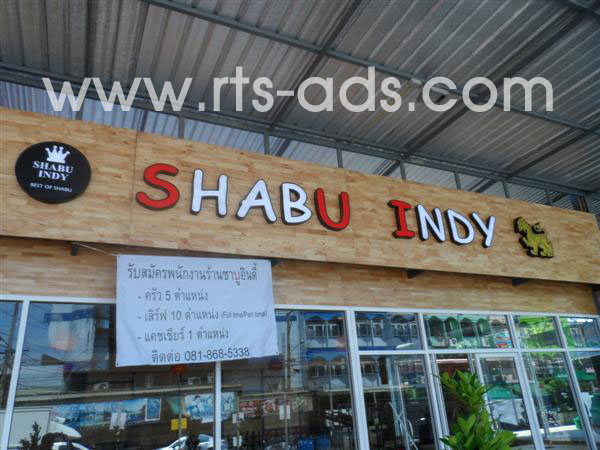 www.rts-ads.com
SHABU
INDY
BEST OF SHABU
SHABU INDY
รับสมัครพนักงานร้านชาบูอินดี้
- ครัว 5 ตำแหน่ง
- เสิร์ฟ 10 ตำแหน่ง (Full time/Part time)
- แคชเชียร์ 1 ตำแหน่ง
ติดต่อ 081-868-5338